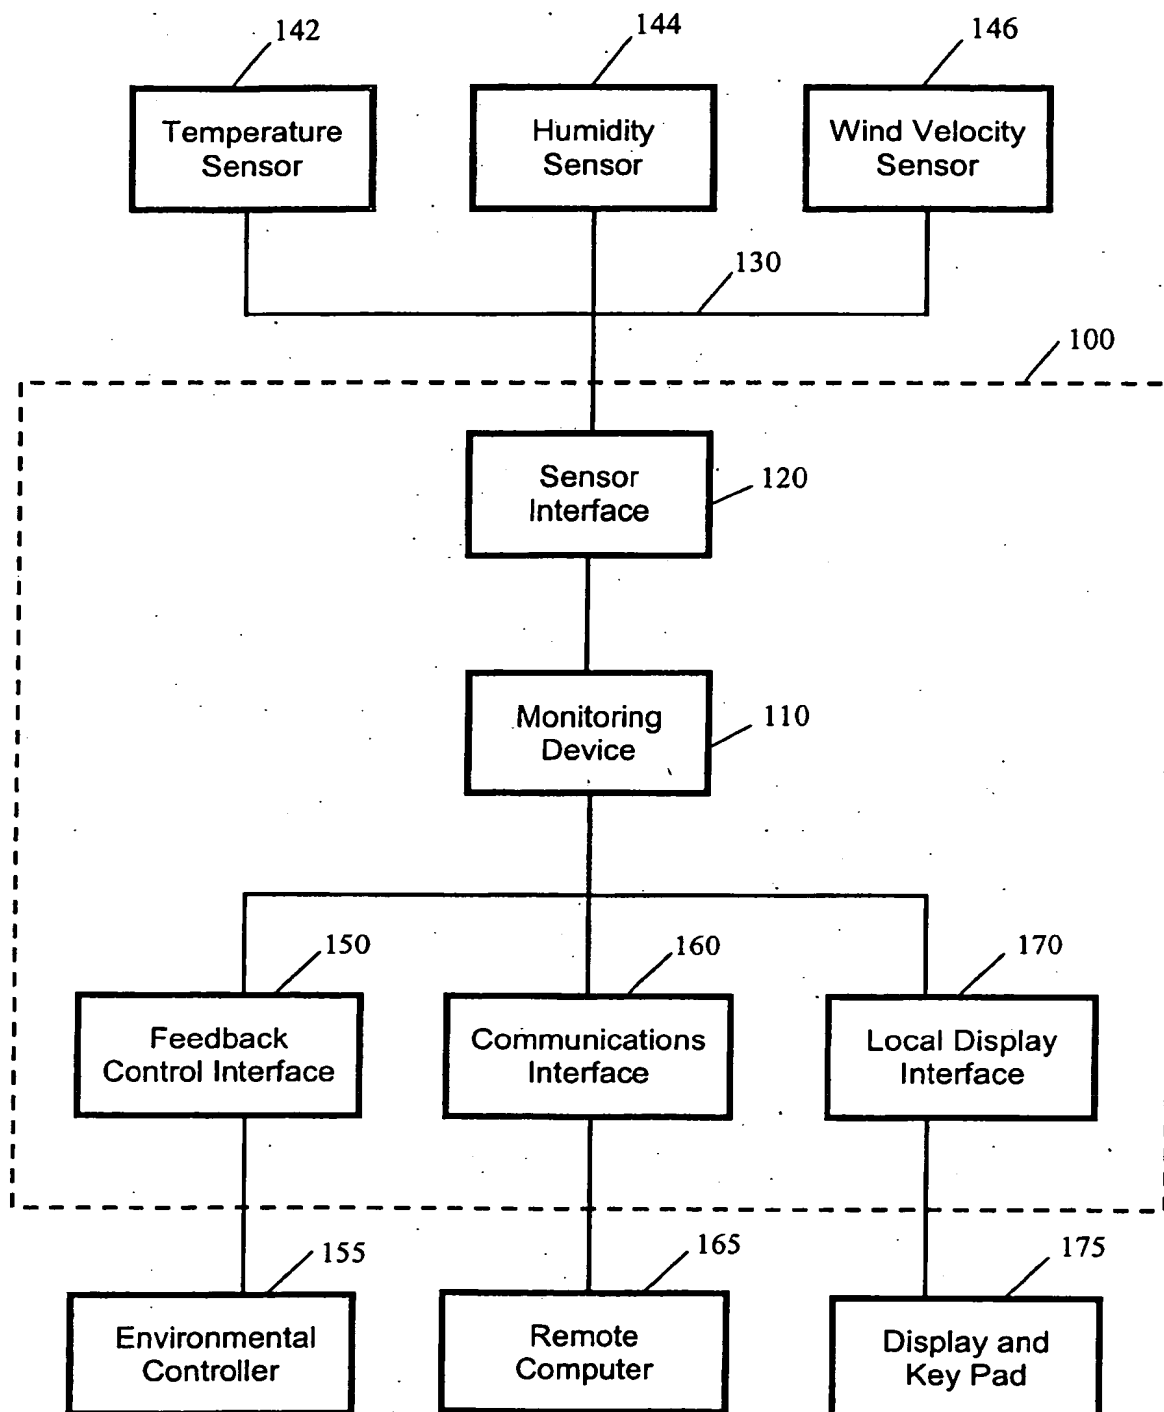 142
144
146
Temperature
Sensor
Humidity
Sensor
Wind Velocity
Sensor
130
100
Sensor
Interface
120
Monitoring
Device
110
150
160
170
Feedback
Control Interface
Communications
Interface
Local Display
Interface
155
165
175
Environmental
Controller
Remote
Computer
Display and
Key Pad